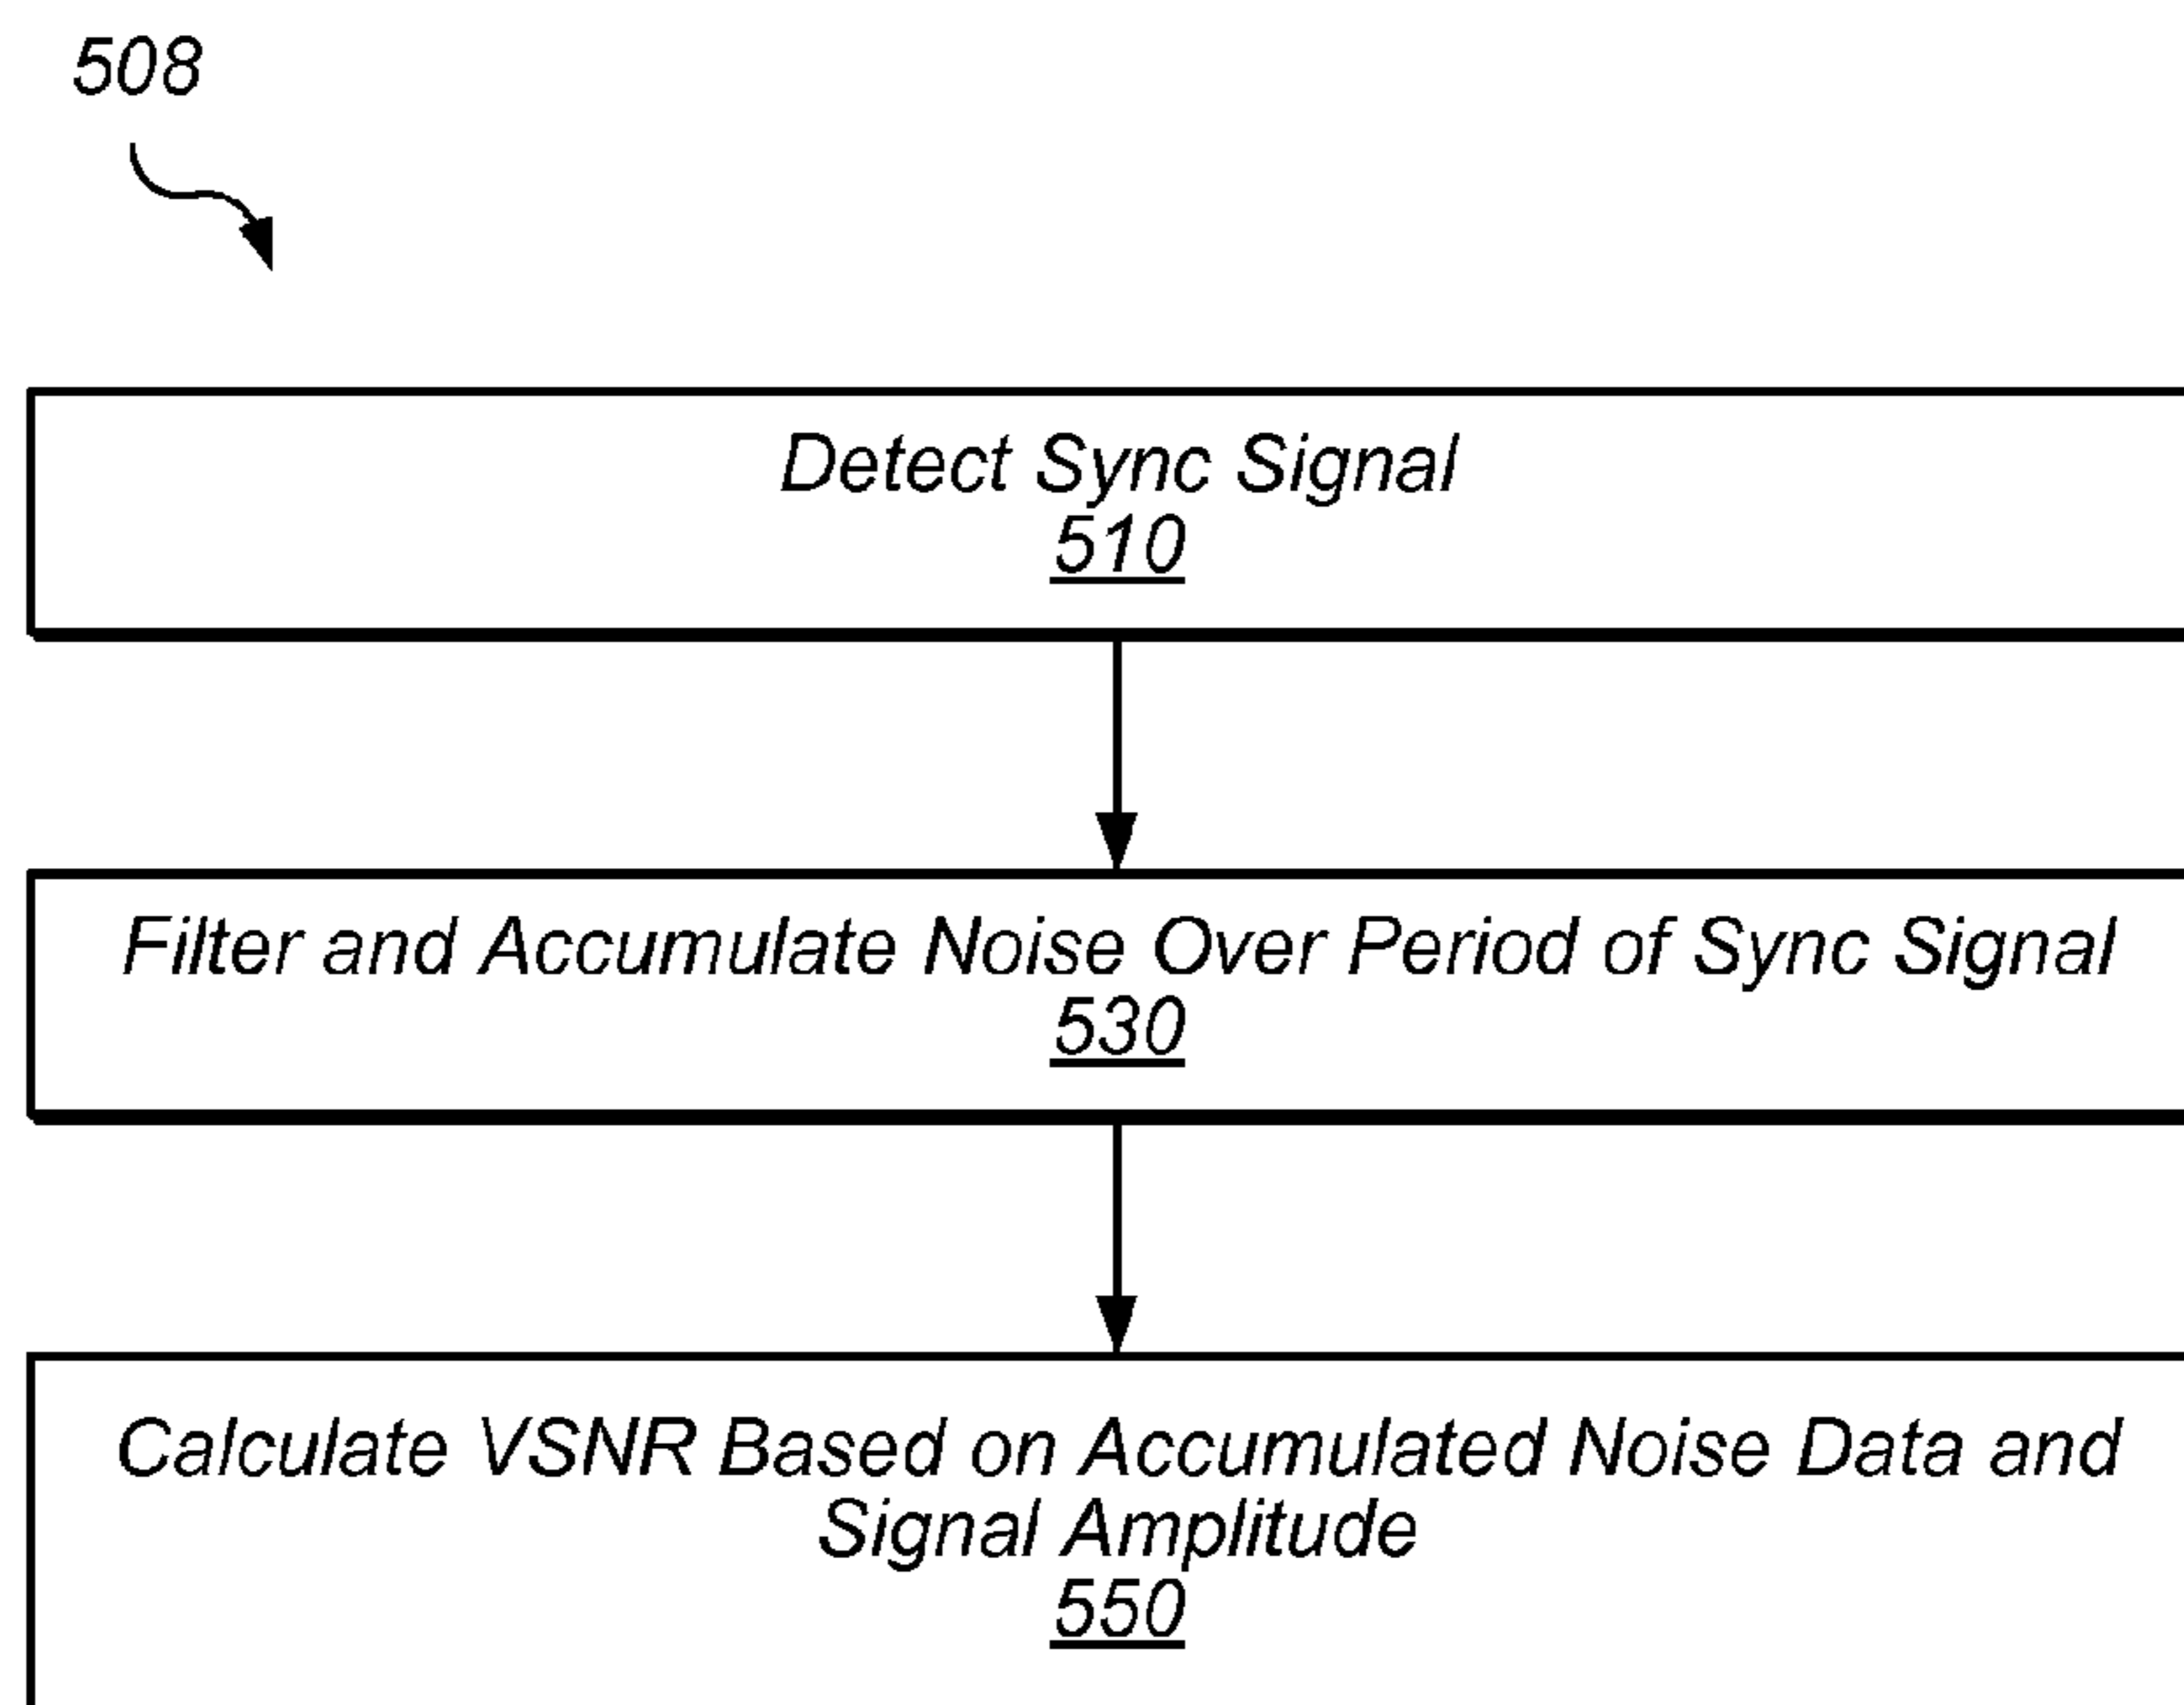 508
Detect Sync Signal
510
Filter and Accumulate Noise Over Period of Sync Signal
530
Calculate VSNR Based on Accumulated Noise Data and
Signal Amplitude
550